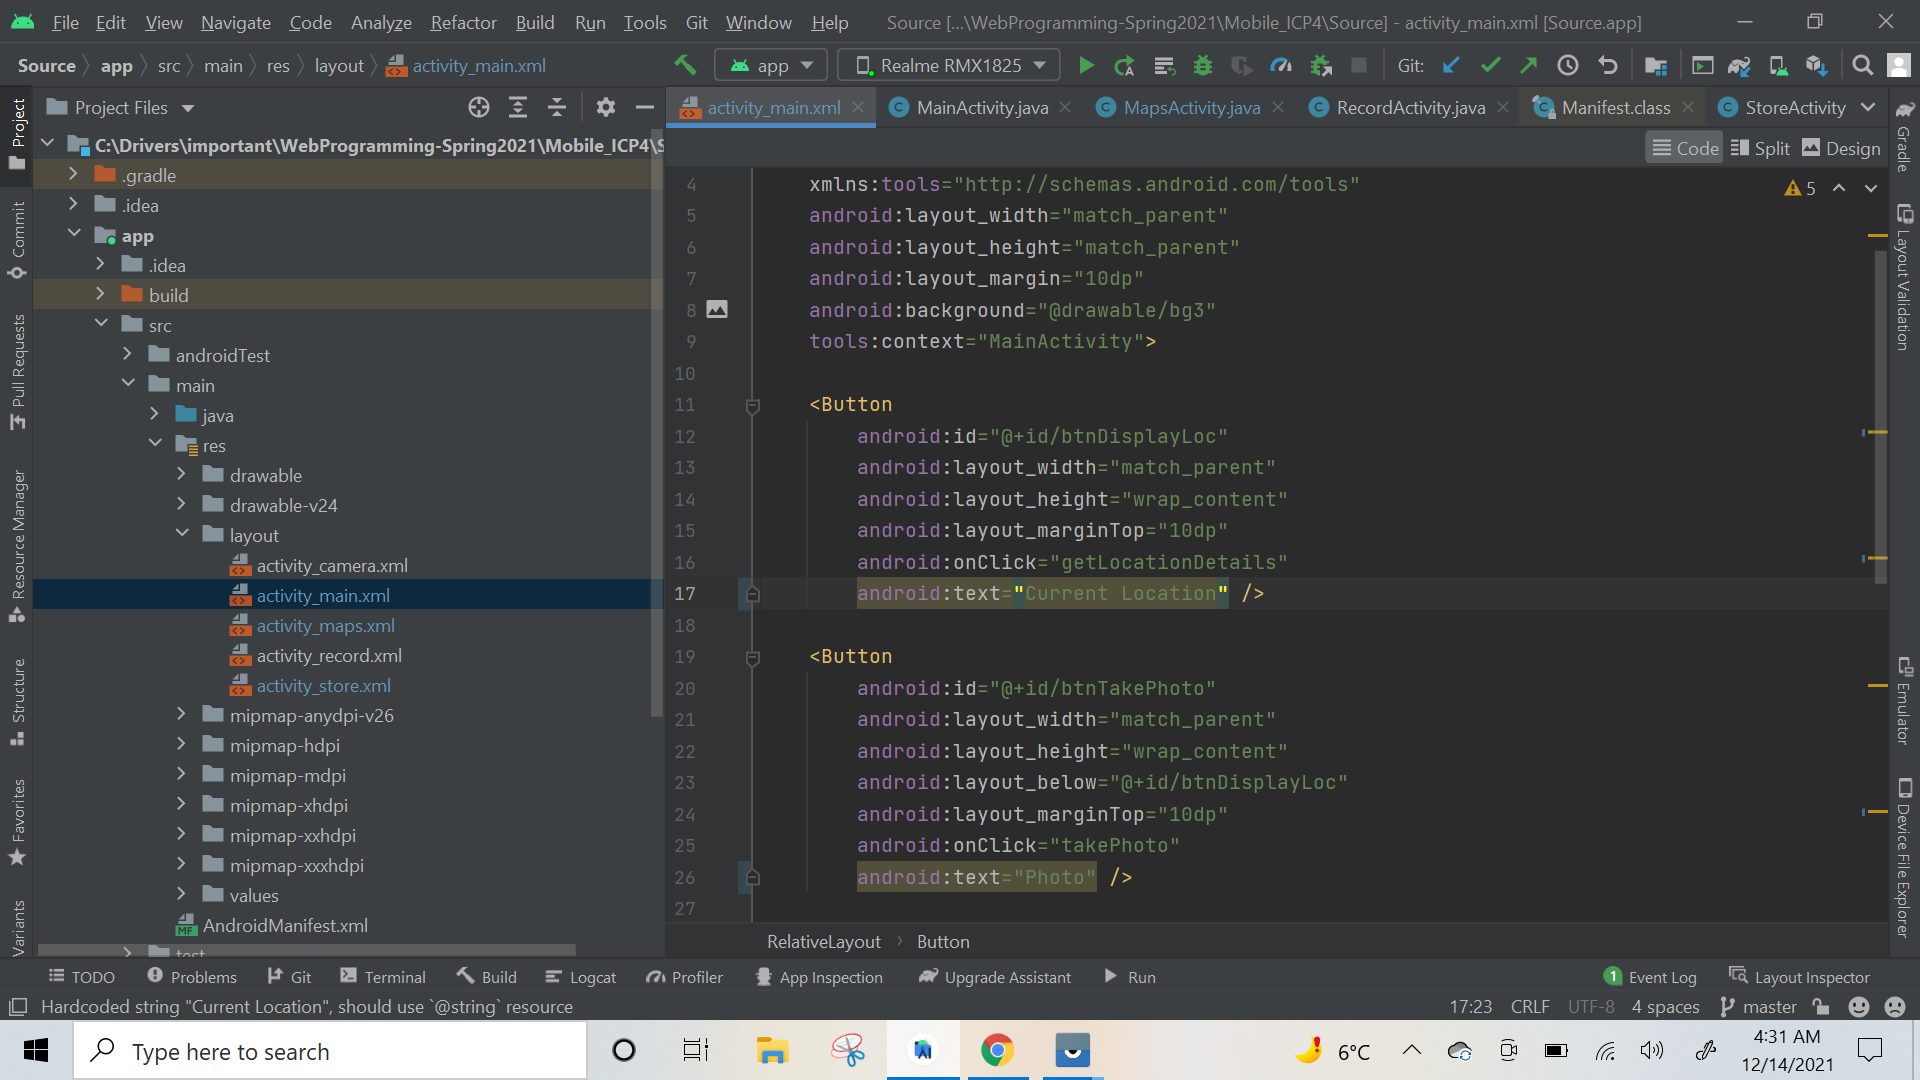 File Edit View Navigate Code Analyze Refactor Build Run Tools Git Window Help Source [...\WebProgramming-Spring2021\Mobile_ICP4\Source] - activity_main.xml [Source.app]
Source app src main res layout activity_main.xml app Realme RMX1825 Git:
Project Files
activity_main.xml MainActivity.java MapsActivity.java RecordActivity.java Manifest.class StoreActivity
Code Split Design
C:\Drivers\important\WebProgramming-Spring2021\Mobile_ICP4\S
.gradle
.idea
app
.idea
build
src
androidTest
main
java
res
drawable
drawable-v24
layout
activity_camera.xml
activity_main.xml
activity_maps.xml
activity_record.xml
activity_store.xml
mipmap-anydpi-v26
mipmap-hdpi
mipmap-mdpi
mipmap-xhdpi
mipmap-xxhdpi
mipmap-xxxhdpi
values
AndroidManifest.xml
test
Project
Commit
Pull Requests
Resource Manager
Structure
Favorites
Variants
5
4 xmlns:tools="http://schemas.android.com/tools"
5 android:layout_width="match_parent"
6 android:layout_height="match_parent"
7 android:layout_margin="10dp"
8 android:background="@drawable/bg3"
9 tools:context="MainActivity">
10
11 <Button
12 android:id="@+id/btnDisplayLoc"
13 android:layout_width="match_parent"
14 android:layout_height="wrap_content"
15 android:layout_marginTop="10dp"
16 android:onClick="getLocationDetails"
17 android:text="Current Location" />
18
19 <Button
20 android:id="@+id/btnTakePhoto"
21 android:layout_width="match_parent"
22 android:layout_height="wrap_content"
23 android:layout_below="@+id/btnDisplayLoc"
24 android:layout_marginTop="10dp"
25 android:onClick="takePhoto"
26 android:text="Photo" />
27
RelativeLayout Button
Gradle
Layout Validation
Emulator
Device File Explorer
TODO Problems Git Terminal Build Logcat Profiler App Inspection Upgrade Assistant Run 1 Event Log Layout Inspector
Hardcoded string "Current Location", should use `@string` resource 17:23 CRLF UTF-8 4 spaces master
Type here to search 6°C 4:31 AM
12/14/2021